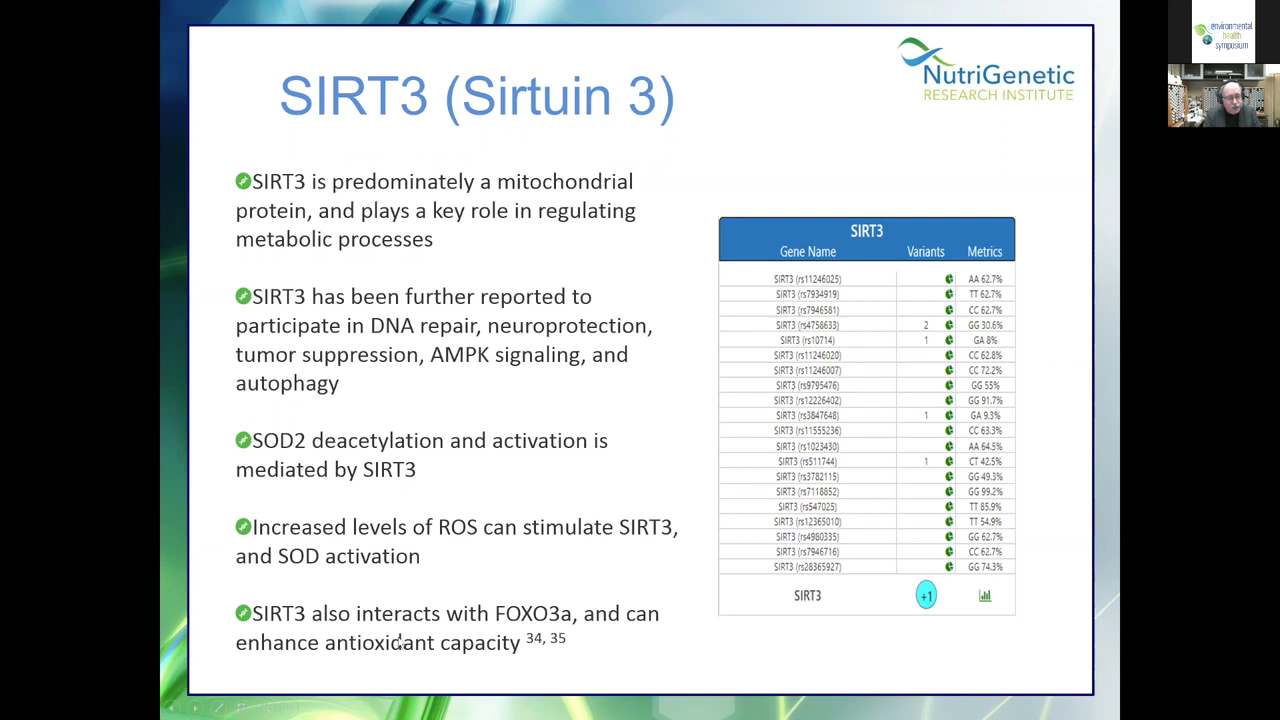 SIRT3 (Sirtuin 3)
NutriGenetic
RESEARCH INSTITUTE
environmental
health
symposium
SIRT3 is predominately a mitochondrial
protein, and plays a key role in regulating
metabolic processes
SIRT3 has been further reported to
participate in DNA repair, neuroprotection,
tumor suppression, AMPK signaling, and
autophagy
SOD2 deacetylation and activation is
mediated by SIRT3
Increased levels of ROS can stimulate SIRT3,
and SOD activation
SIRT3 also interacts with FOXO3a, and can
enhance antioxidant capacity 34, 35
SIRT3
Gene Name Variants Metrics
SIRT3 (rs11246025) AA 62.7%
SIRT3 (rs7934919) TT 62.7%
SIRT3 (rs7946581) CC 62.7%
SIRT3 (rs4758633) 2 GG 30.6%
SIRT3 (rs10714) 1 GA 8%
SIRT3 (rs11246020) CC 62.8%
SIRT3 (rs11246007) CC 72.2%
SIRT3 (rs9795476) GG 55%
SIRT3 (rs12226402) GG 91.7%
SIRT3 (rs3847648) 1 GA 9.3%
SIRT3 (rs11555236) CC 63.3%
SIRT3 (rs1023430) AA 64.5%
SIRT3 (rs511744) 1 CT 42.5%
SIRT3 (rs3782115) GG 49.3%
SIRT3 (rs7118852) GG 99.2%
SIRT3 (rs547025) TT 85.9%
SIRT3 (rs12365010) TT 54.9%
SIRT3 (rs4980335) GG 62.7%
SIRT3 (rs7946716) CC 62.7%
SIRT3 (rs28365927) GG 74.3%
SIRT3 +1